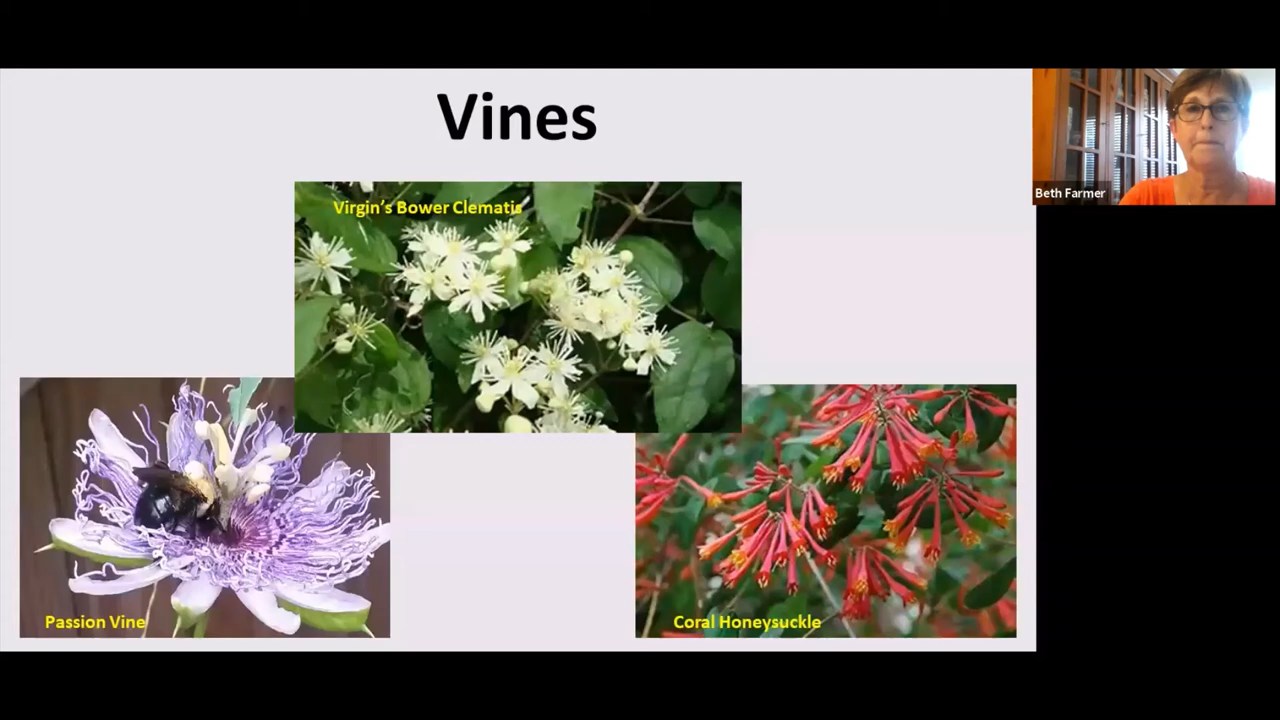 Vines
Virgin's Bower Clematis
Beth Farmer
Passion Vine
Coral Honeysuckle